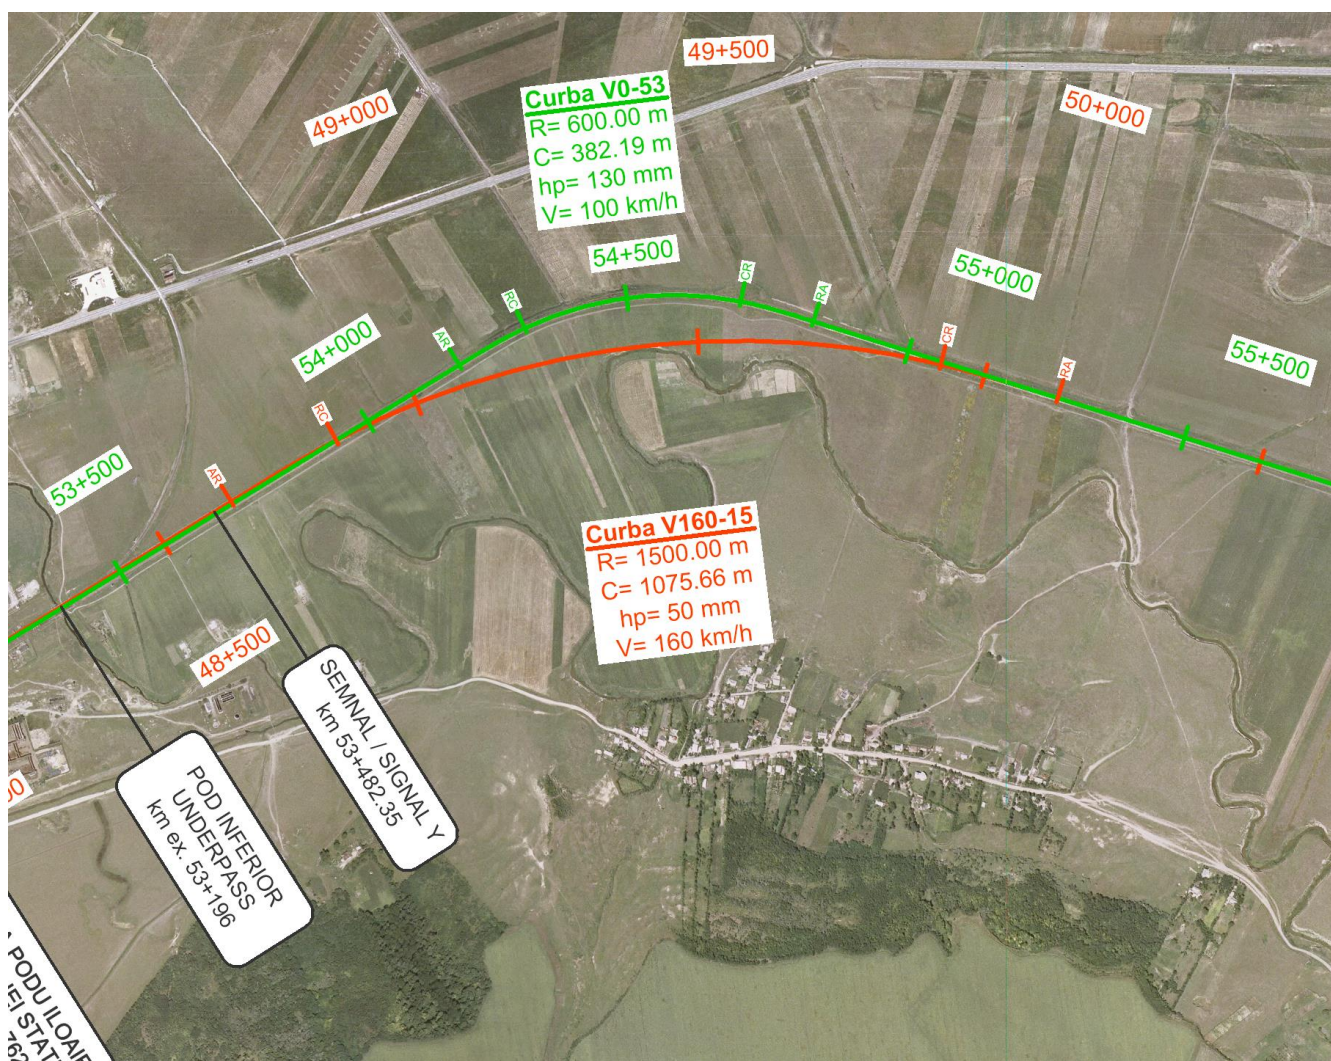 49+500
49+000
50+000
Curba V0-53
R= 600.00 m
C= 382.19 m
hp= 130 mm
V= 100 km/h
54+500
55+000
55+500
54+000
53+500
CR
RA
RC
AR
CR
RA
RC
AR
Curba V160-15
R= 1500.00 m
C= 1075.66 m
hp= 50 mm
V= 160 km/h
48+500
SEMNAL / SIGNAL Y
km 53+482.35
POD INFERIOR
UNDERPASS
km ex. 53+196
PODU ILOAIE